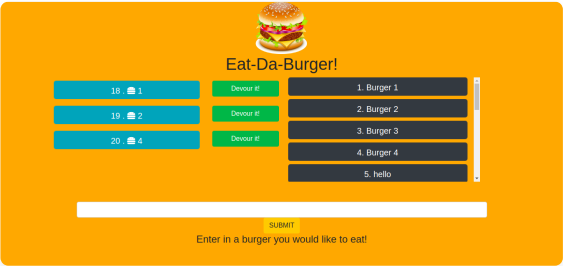 Eat-Da-Burger!
18 . 🍔 1
Devour it!
19 . 🍔 2
Devour it!
20 . 🍔 4
Devour it!
1. Burger 1
2. Burger 2
3. Burger 3
4. Burger 4
5. hello
SUBMIT
Enter in a burger you would like to eat!